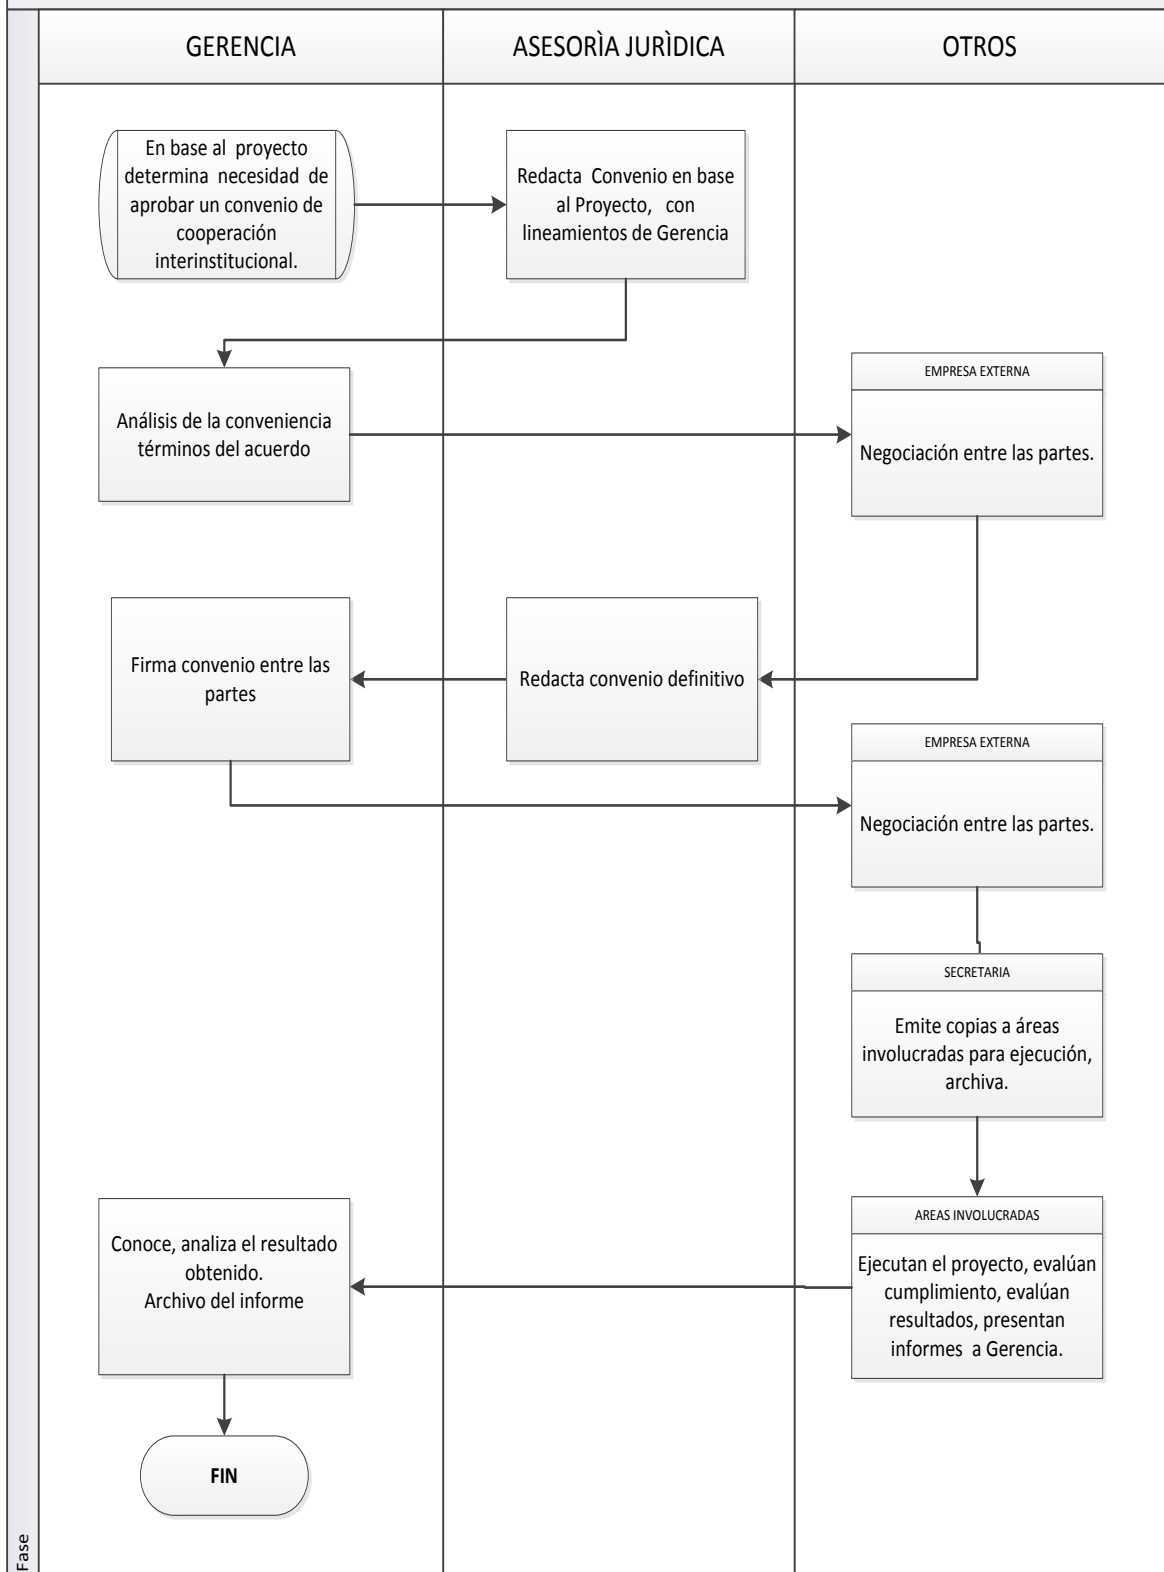 GERENCIA
ASESORÌA JURÌDICA
OTROS
En base al proyecto
determina necesidad de
aprobar un convenio de
cooperación
interinstitucional.
Redacta Convenio en base
al Proyecto, con
lineamientos de Gerencia
Análisis de la conveniencia
términos del acuerdo
EMPRESA EXTERNA
Negociación entre las partes.
Firma convenio entre las
partes
Redacta convenio definitivo
EMPRESA EXTERNA
Negociación entre las partes.
SECRETARIA
Emite copias a áreas
involucradas para ejecución,
archiva.
AREAS INVOLUCRADAS
Ejecutan el proyecto, evalúan
cumplimiento, evalúan
resultados, presentan
informes a Gerencia.
Conoce, analiza el resultado
obtenido.
Archivo del informe
FIN
Fase